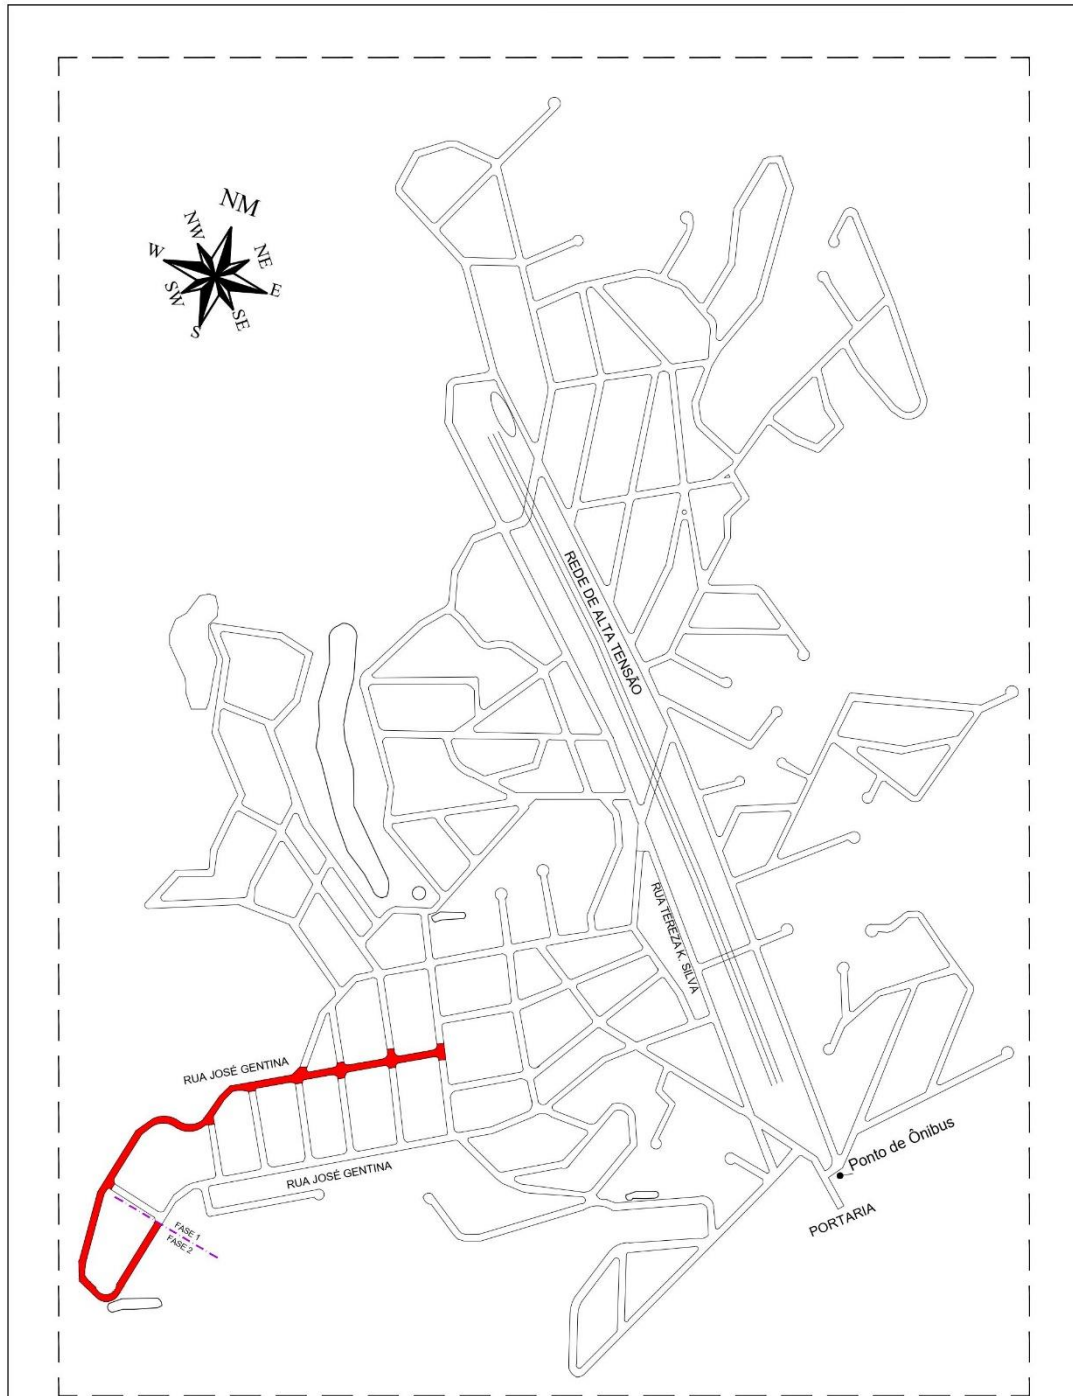 NM
NW
NE
W
E
SW
SE
S
REDE DE ALTA TENSÃO
RUA TEREZA K. SILVA
RUA JOSÉ GENTINA
RUA JOSÉ GENTINA
Ponto de Ônibus
PORTARIA
FASE 1
FASE 2